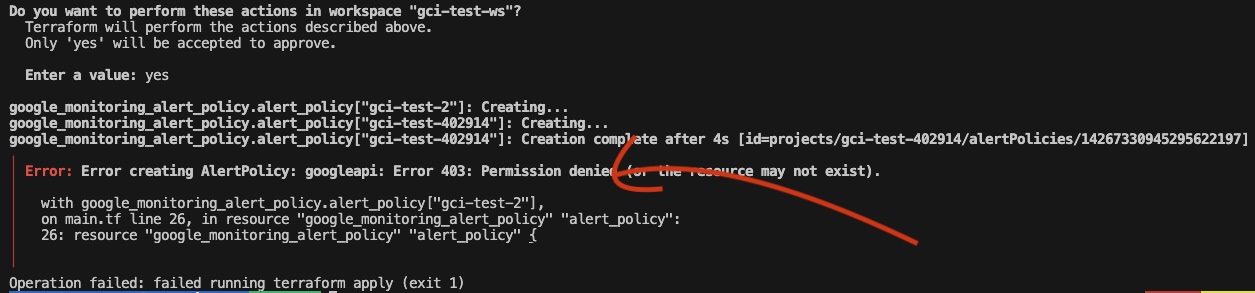 Do you want to perform these actions in workspace "gci-test-ws"?
Terraform will perform the actions described above.
Only 'yes' will be accepted to approve.
Enter a value: yes
google_monitoring_alert_policy.alert_policy["gci-test-2"]: Creating...
google_monitoring_alert_policy.alert_policy["gci-test-402914"]: Creating...
google_monitoring_alert_policy.alert_policy["gci-test-402914"]: Creation complete after 4s [id=projects/gci-test-402914/alertPolicies/14267330945295622197]
Error: Error creating AlertPolicy: googleapi: Error 403: Permission denied (or the resource may not exist).
with google_monitoring_alert_policy.alert_policy["gci-test-2"],
on main.tf line 26, in resource "google_monitoring_alert_policy" "alert_policy":
26: resource "google_monitoring_alert_policy" "alert_policy" {
Operation failed: failed running terraform apply (exit 1)